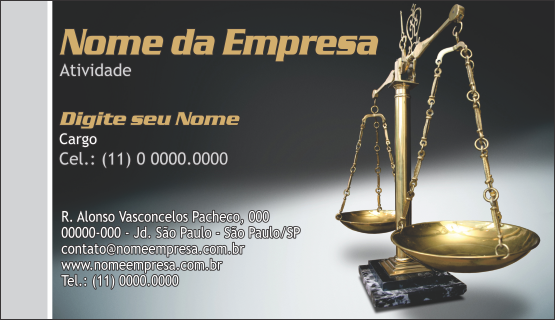 Nome da Empresa
Atividade
Digite seu Nome
Cargo
Cel.: (11) 0 0000.0000
R. Alonso Vasconcelos Pacheco, 000
00000-000 - Jd. São Paulo - São Paulo/SP
contato@nomeempresa.com.br
www.nomeempresa.com.br
Tel.: (11) 0000.0000